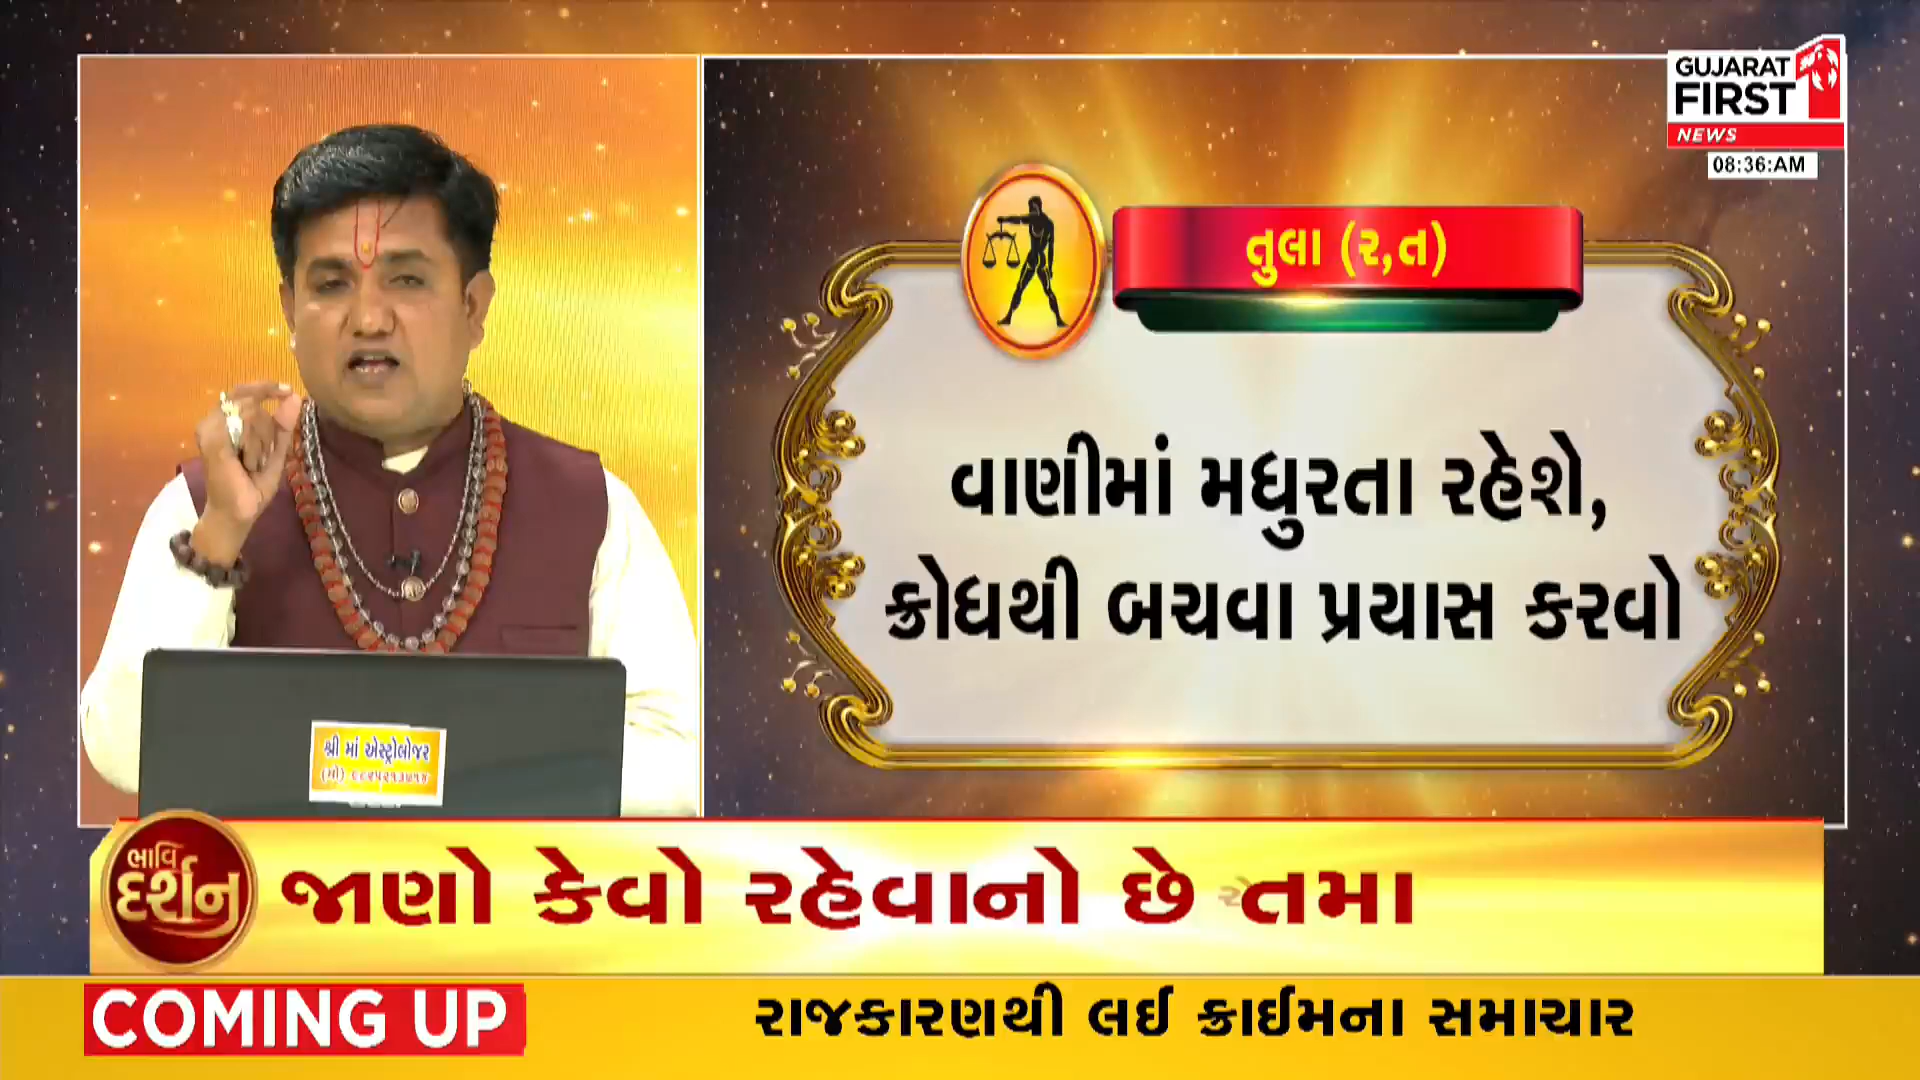 GUJARAT
FIRST
NEWS
08:36:AM
તુલા (ર,ત)
વાણીમાં મધુરતા રહેશે,
ક્રોધથી બચવા પ્રયાસ કરવો
શ્રી માં એસ્ટ્રોલોજર
ભાવિ
દર્શન
જાણો કેવો રહેવાનો છે તમા
COMING UP
રાજકારણથી લઈ ક્રાઈમના સમાચાર